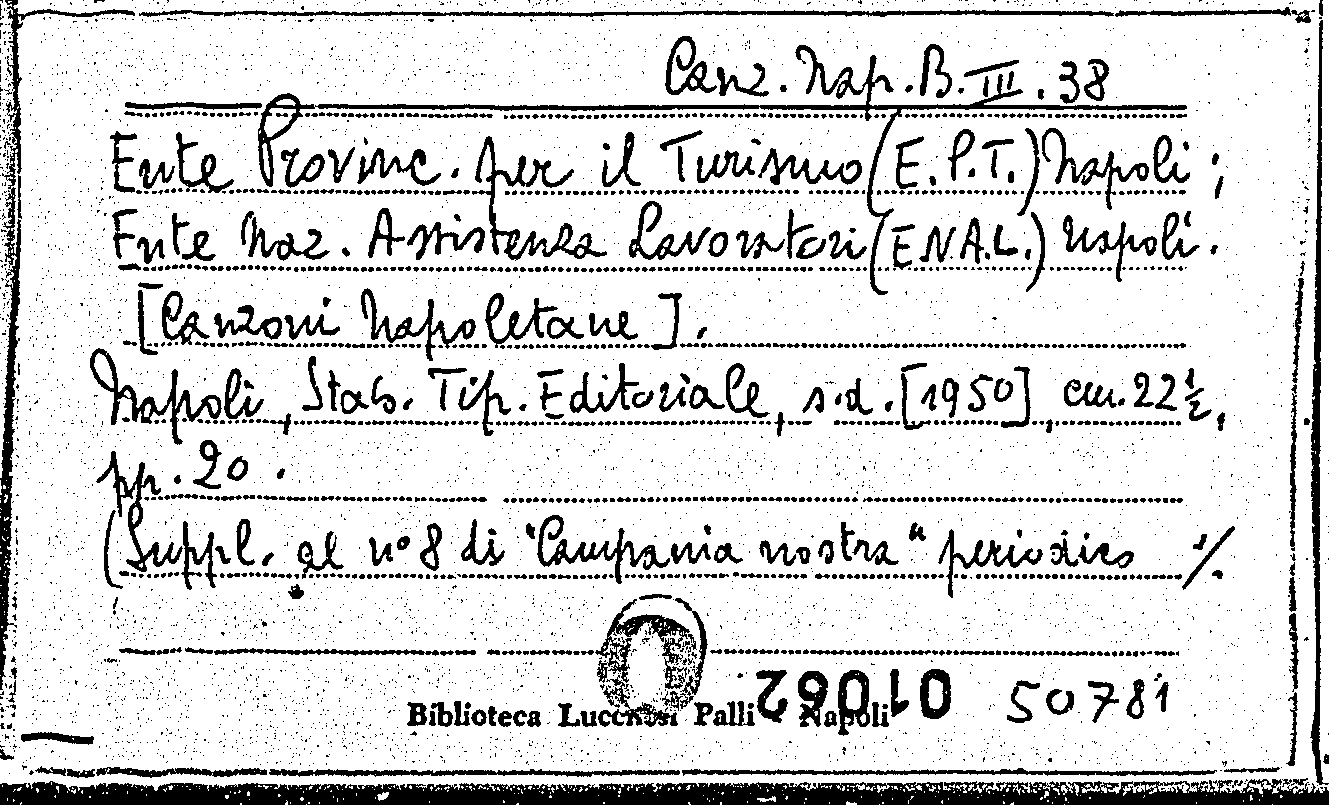 Canz. Nap. B. III. 38
Ente Provinc. per il Turismo (E.P.T.) Napoli;
Ente Naz. Assistenza Lavoratori (E.N.A.L.) Napoli.
[Canzoni Napoletane].
Napoli, Stab. Tip. Editoriale, s.d. [1950], cm. 22 ½,
pp. 20.
(Suppl. al n° 8 di "Campania nostra" periodico ./.
Biblioteca Lucchesi Palli - Napoli
01062
50781